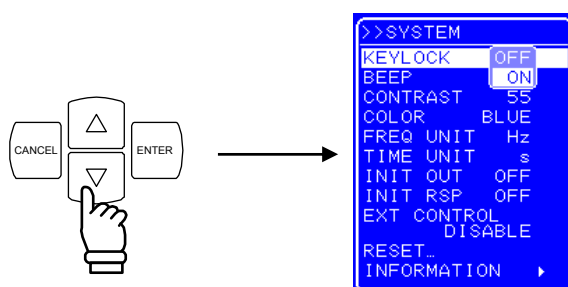 CANCEL
ENTER
>>SYSTEM
KEYLOCK OFF
BEEP ON
CONTRAST 55
COLOR BLUE
FREQ UNIT Hz
TIME UNIT s
INIT OUT OFF
INIT RSP OFF
EXT CONTROL
DISABLE
RESET…
INFORMATION